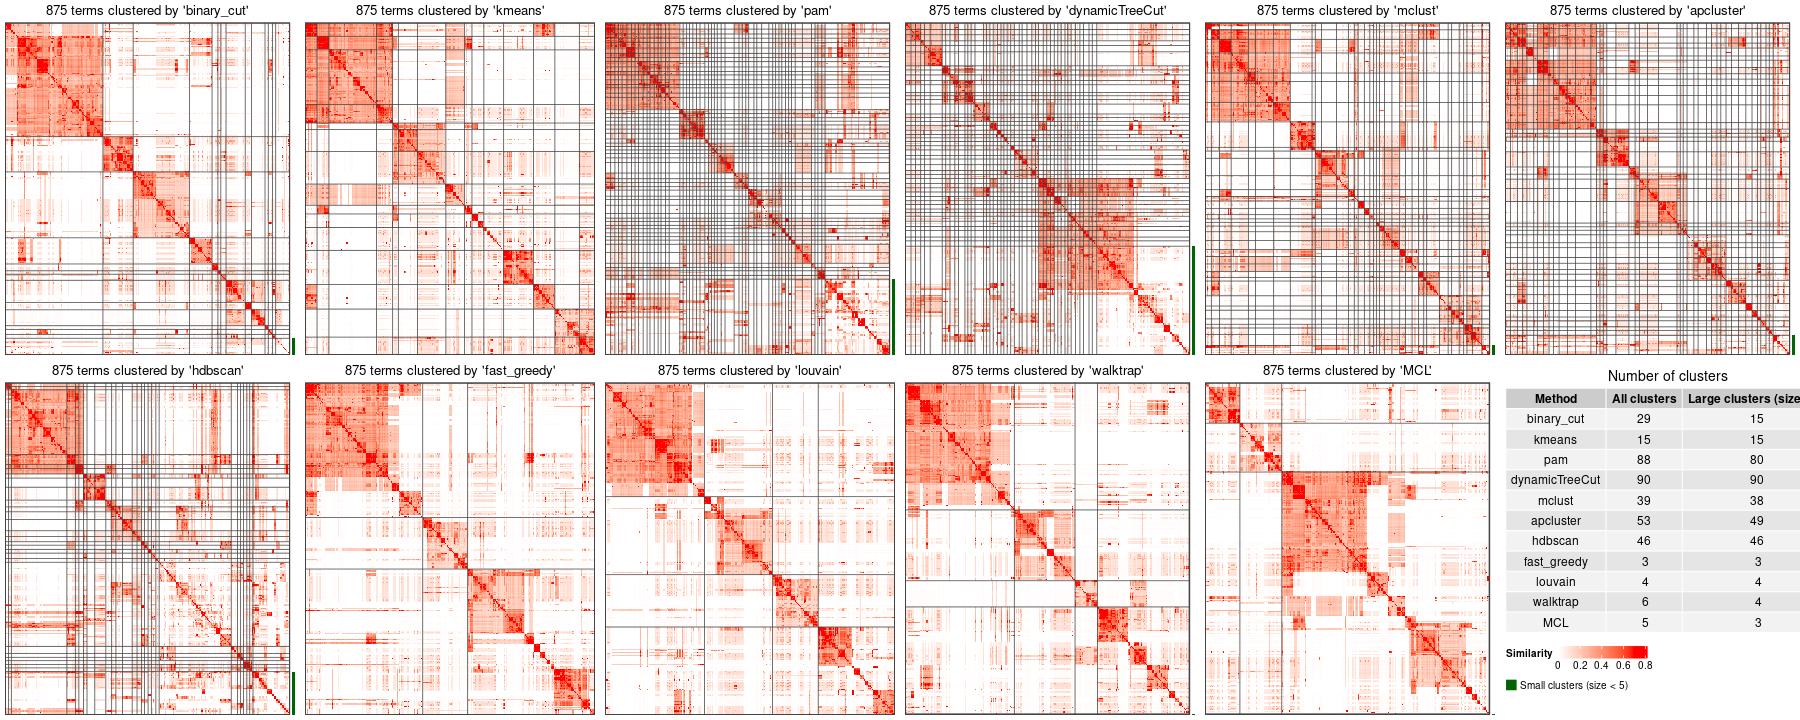 875 terms clustered by 'binary_cut'
875 terms clustered by 'kmeans'
875 terms clustered by 'pam'
875 terms clustered by 'dynamicTreeCut'
875 terms clustered by 'mclust'
875 terms clustered by 'apcluster'
875 terms clustered by 'hdbscan'
875 terms clustered by 'fast_greedy'
875 terms clustered by 'louvain'
875 terms clustered by 'walktrap'
875 terms clustered by 'MCL'
Number of clusters
Method All clusters Large clusters (size
binary_cut 29 15
kmeans 15 15
pam 88 80
dynamicTreeCut 90 90
mclust 39 38
apcluster 53 49
hdbscan 46 46
fast_greedy 3 3
louvain 4 4
walktrap 6 4
MCL 5 3
Similarity
0 0.2 0.4 0.6 0.8
Small clusters (size < 5)